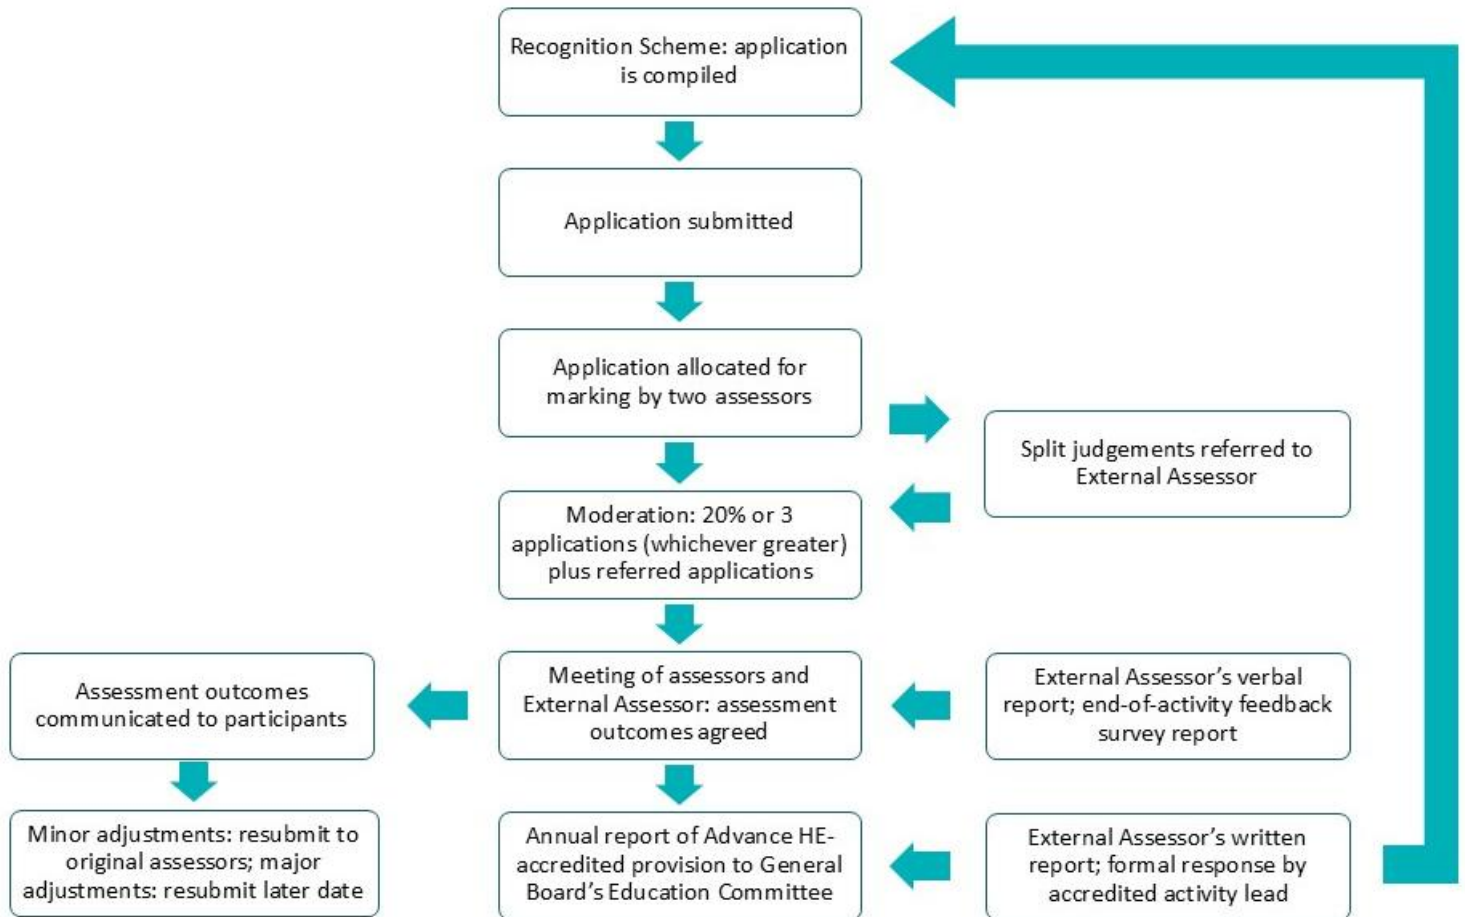 Recognition Scheme: application
is compiled
Application submitted
Application allocated for
marking by two assessors
Split judgements referred to
External Assessor
Moderation: 20% or 3
applications (whichever greater)
plus referred applications
Assessment outcomes
communicated to participants
Meeting of assessors and
External Assessor: assessment
outcomes agreed
External Assessor’s verbal
report; end-of-activity feedback
survey report
Minor adjustments: resubmit to
original assessors; major
adjustments: resubmit later date
Annual report of Advance HE-
accredited provision to General
Board’s Education Committee
External Assessor’s written
report; formal response by
accredited activity lead